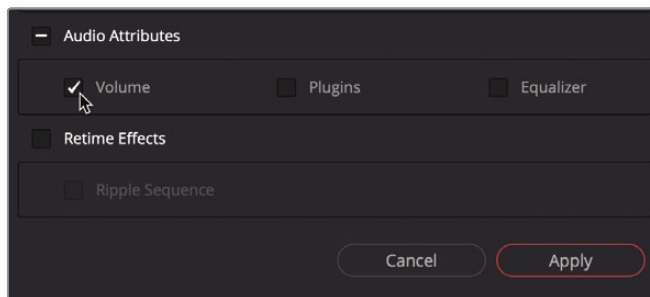 Audio Attributes
Volume Plugins Equalizer
Retime Effects
Ripple Sequence
Cancel Apply